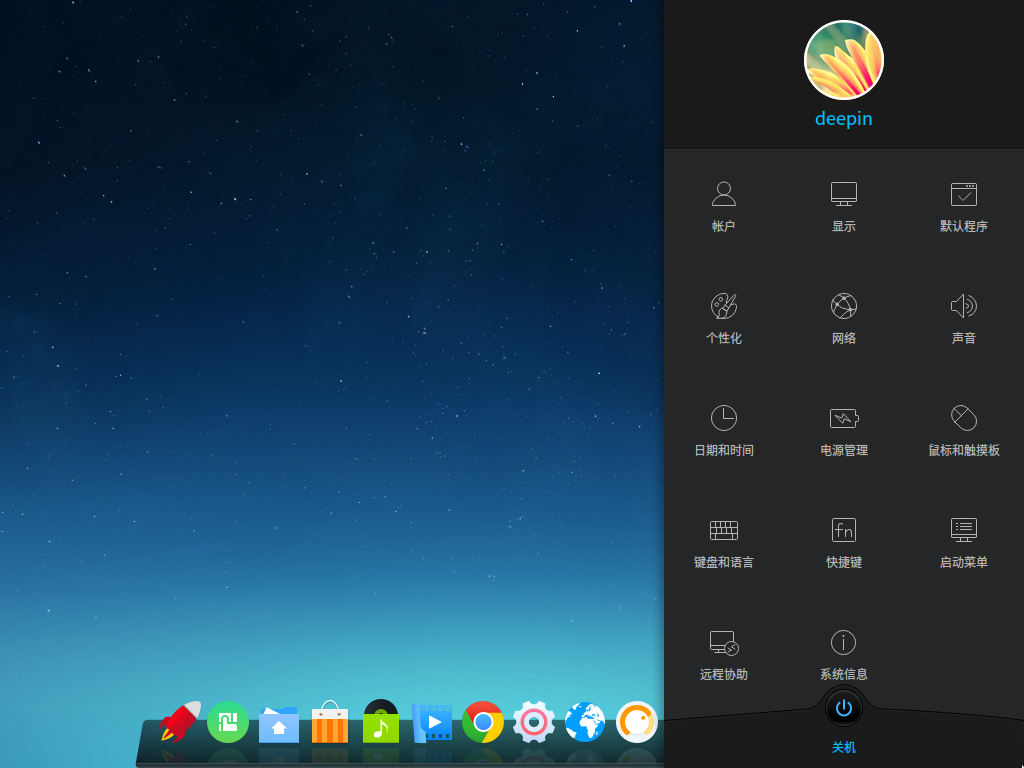 deepin
帐户
显示
默认程序
个性化
网络
声音
日期和时间
电源管理
鼠标和触摸板
键盘和语言
fn
快捷键
启动菜单
远程协助
系统信息
关机